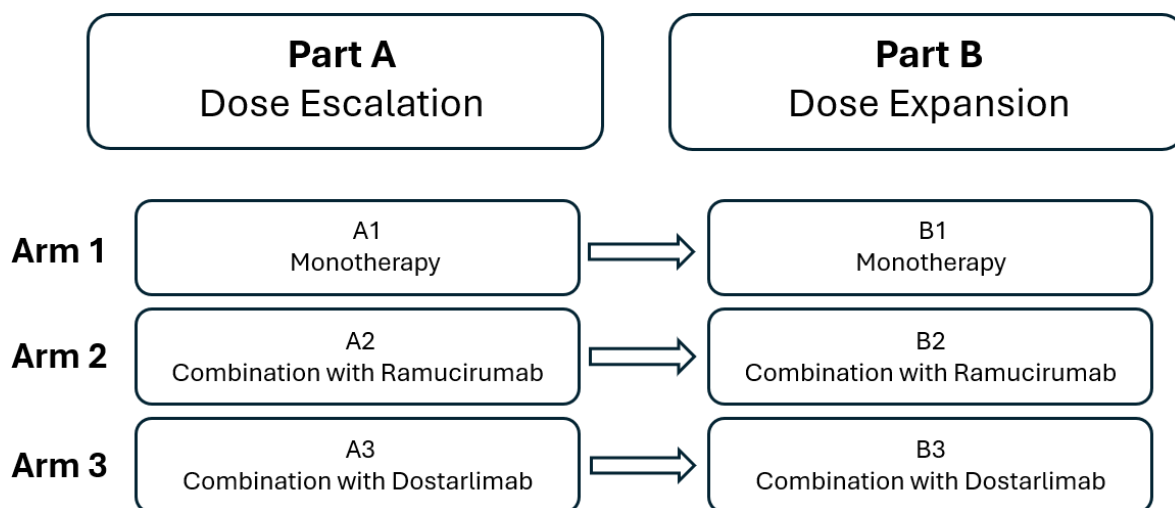 Part A
Dose Escalation
Part B
Dose Expansion
Arm 1
A1
Monotherapy
B1
Monotherapy
Arm 2
A2
Combination with Ramucirumab
B2
Combination with Ramucirumab
Arm 3
A3
Combination with Dostarlimab
B3
Combination with Dostarlimab